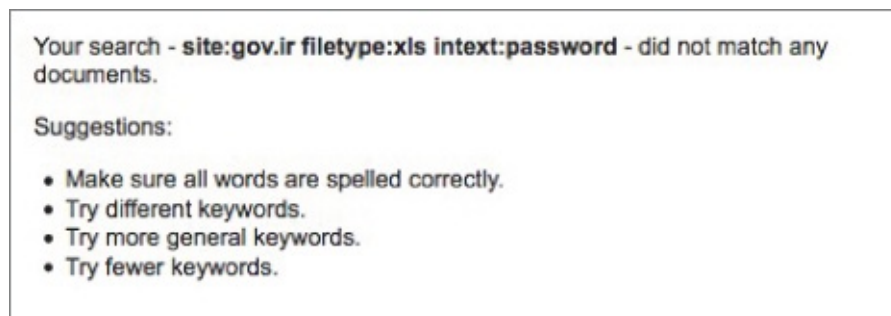 Your search - site:gov.ir filetype:xls intext:password - did not match any
documents.
Suggestions:
• Make sure all words are spelled correctly.
• Try different keywords.
• Try more general keywords.
• Try fewer keywords.